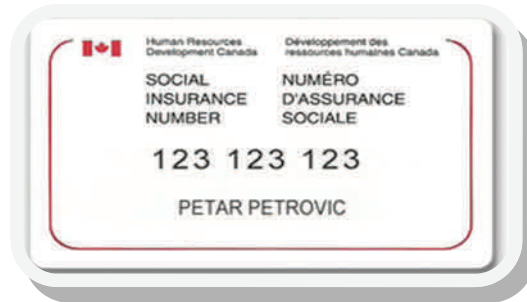 Human Resources
Development Canada
Développement des
ressources humaines Canada
SOCIAL
INSURANCE
NUMBER
NUMÉRO
D'ASSURANCE
SOCIALE
123 123 123
PETAR PETROVIC